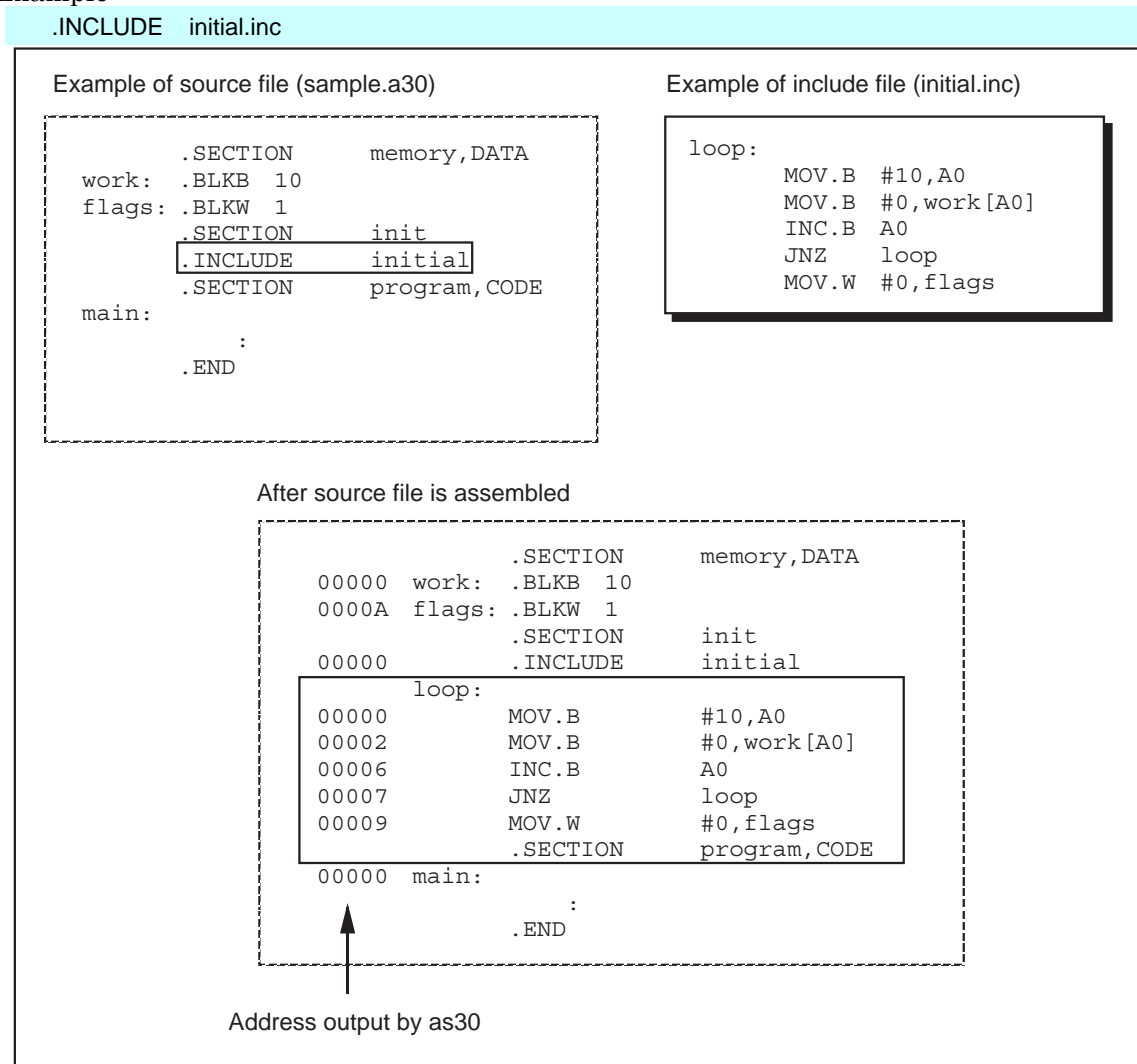 .INCLUDE initial.inc
Example of source file (sample.a30)
.SECTION memory,DATA
work: .BLKB 10
flags: .BLKW 1
.SECTION init
.INCLUDE initial
.SECTION program,CODE
main:
:
.END
Example of include file (initial.inc)
loop:
MOV.B #10,A0
MOV.B #0,work[A0]
INC.B A0
JNZ loop
MOV.W #0,flags
After source file is assembled
.SECTION memory,DATA
00000 work: .BLKB 10
0000A flags: .BLKW 1
.SECTION init
00000 .INCLUDE initial
loop:
00000 MOV.B #10,A0
00002 MOV.B #0,work[A0]
00006 INC.B A0
00007 JNZ loop
00009 MOV.W #0,flags
.SECTION program,CODE
00000 main:
:
.END
Address output by as30